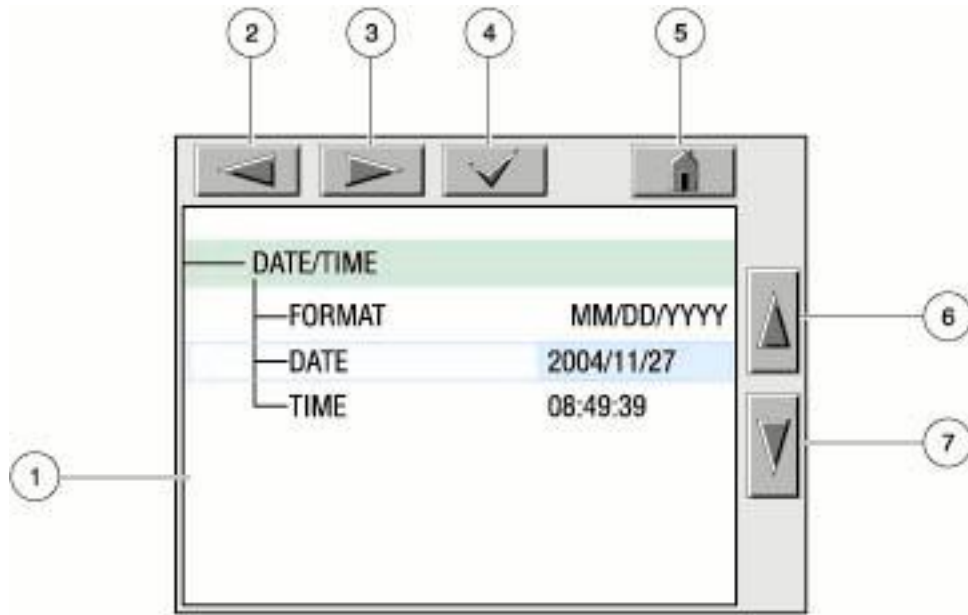 2 3 4 5
DATE/TIME
FORMAT MM/DD/YYYY
6
DATE 2004/11/27
TIME 08:49:39
7
1